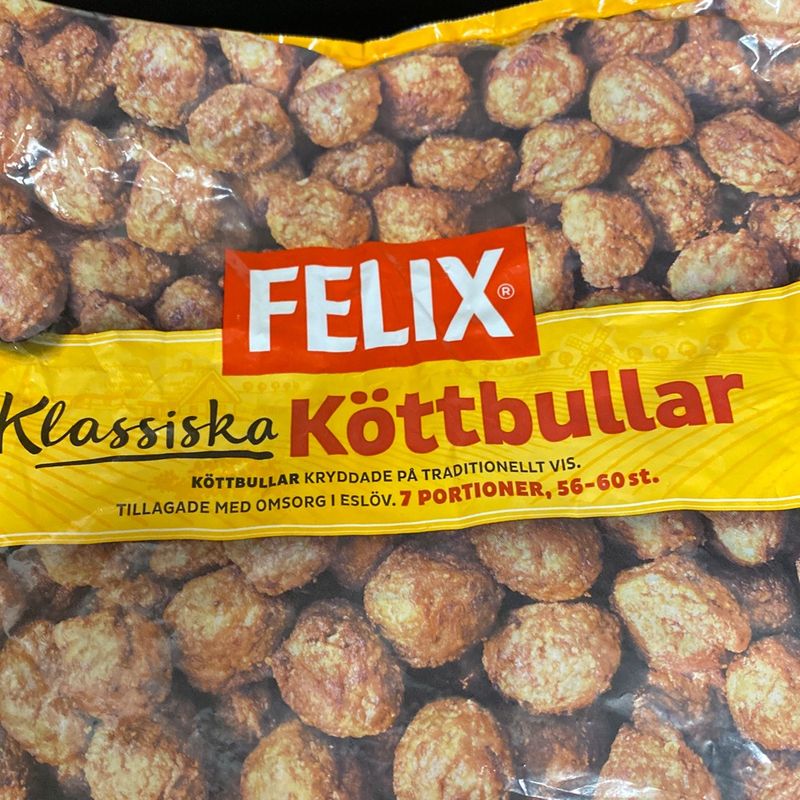 FELIX®
Klassiska Köttbullar
KÖTTBULLAR KRYDDADE PÅ TRADITIONELLT VIS.
TILLAGADE MED OMSORG I ESLÖV. 7 PORTIONER, 56-60 st.